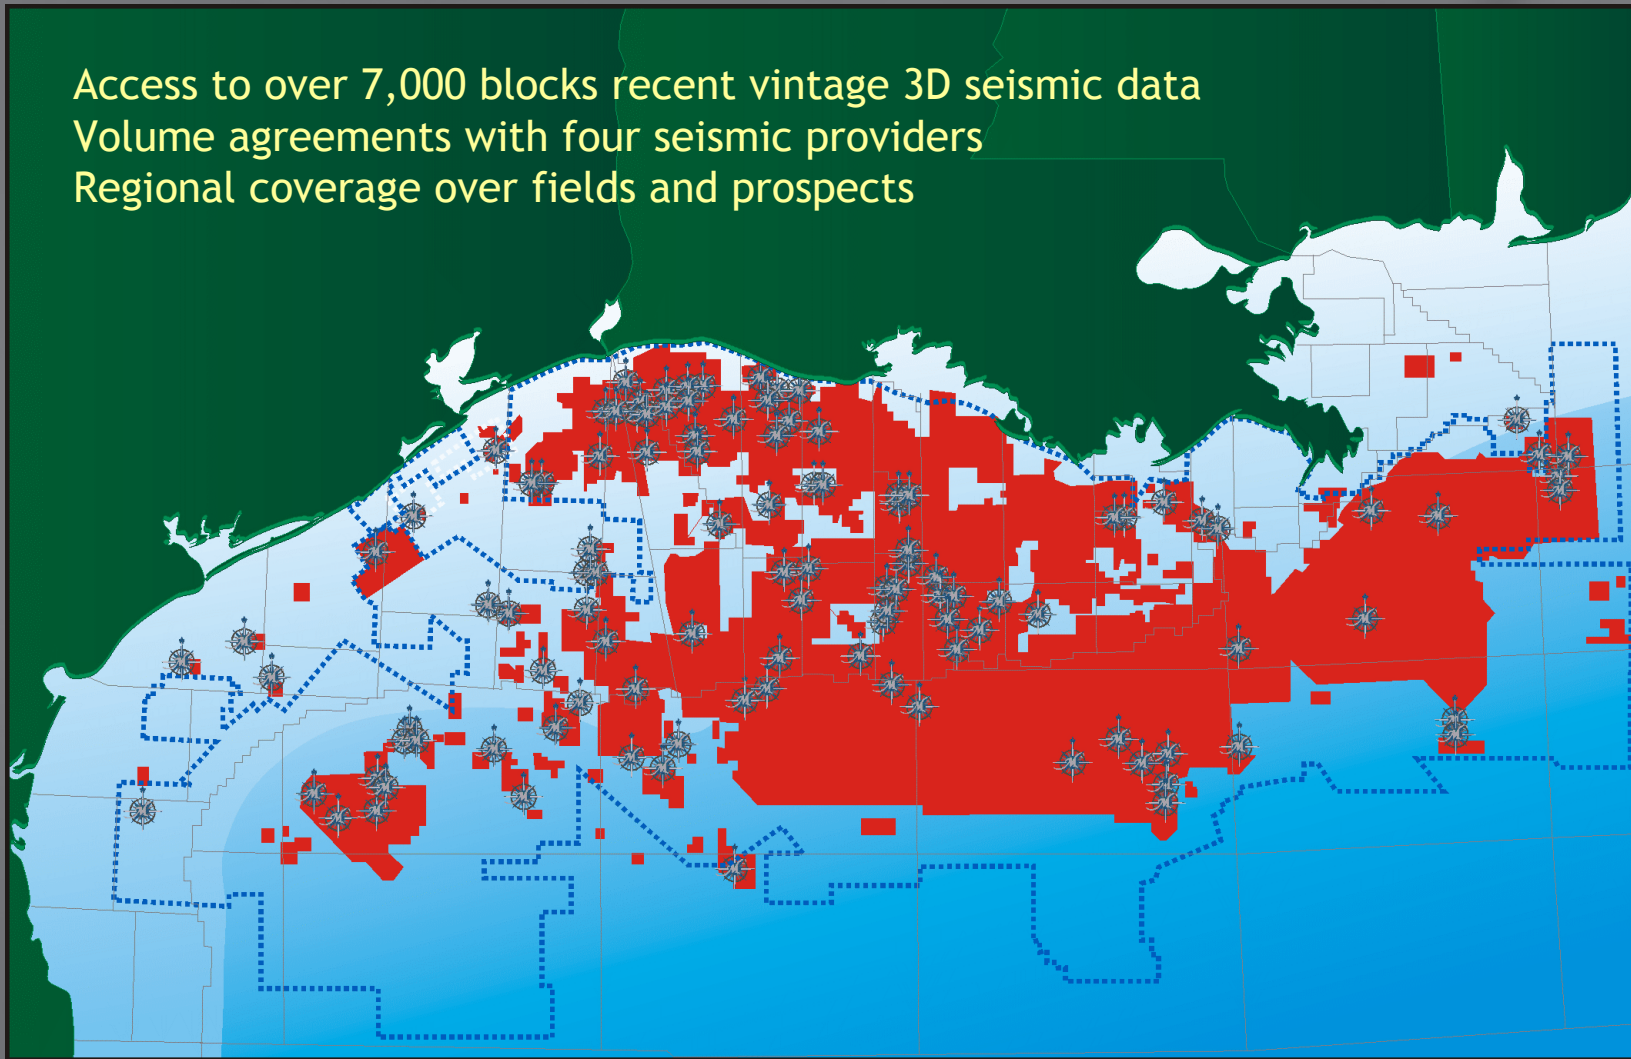 Access to over 7,000 blocks recent vintage 3D seismic data
Volume agreements with four seismic providers
Regional coverage over fields and prospects